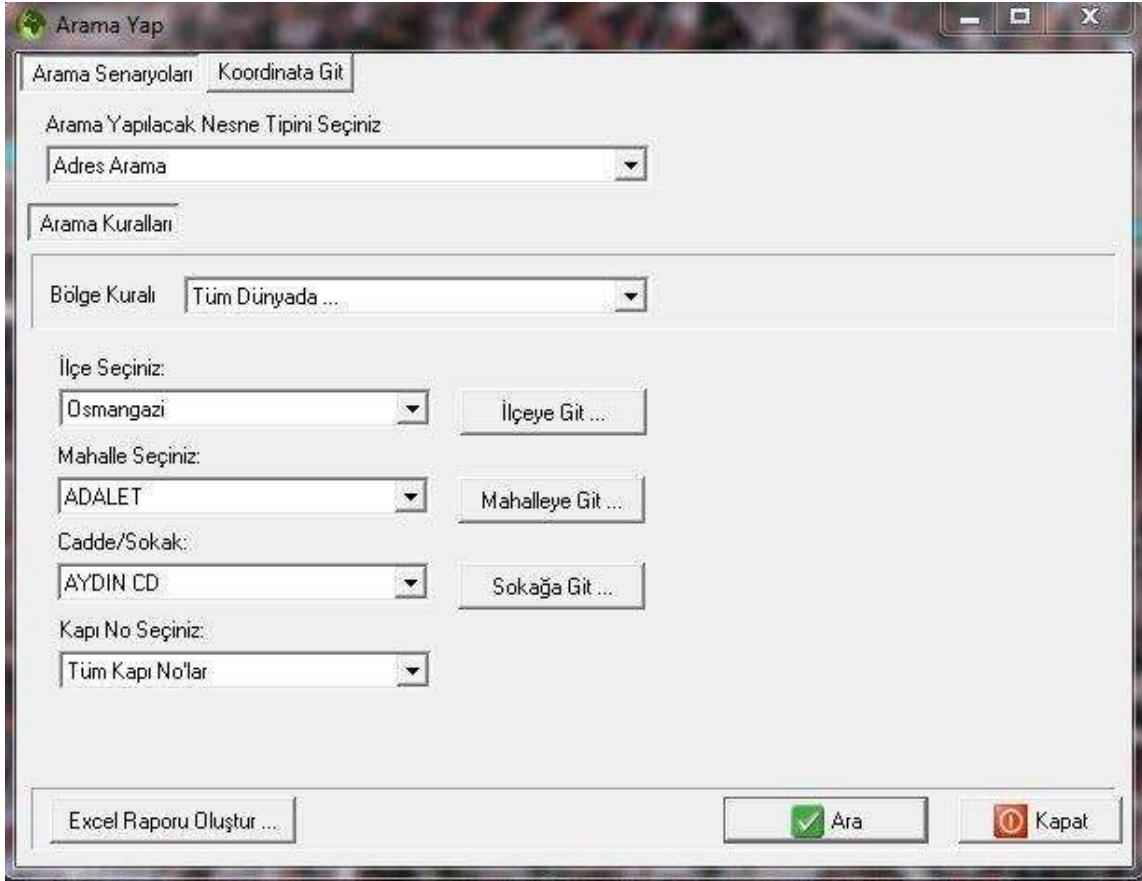 Arama Yap
Arama Senaryoları Koordinata Git
Arama Yapılacak Nesne Tipini Seçiniz
Adres Arama
Arama Kuralları
Bölge Kuralı Tüm Dünyada ...
İlçe Seçiniz:
Osmangazi İlçeye Git ...
Mahalle Seçiniz:
ADALET Mahalleye Git ...
Cadde/Sokak:
AYDIN CD Sokağa Git ...
Kapı No Seçiniz:
Tüm Kapı No'lar
Excel Raporu Oluştur ... Ara Kapat